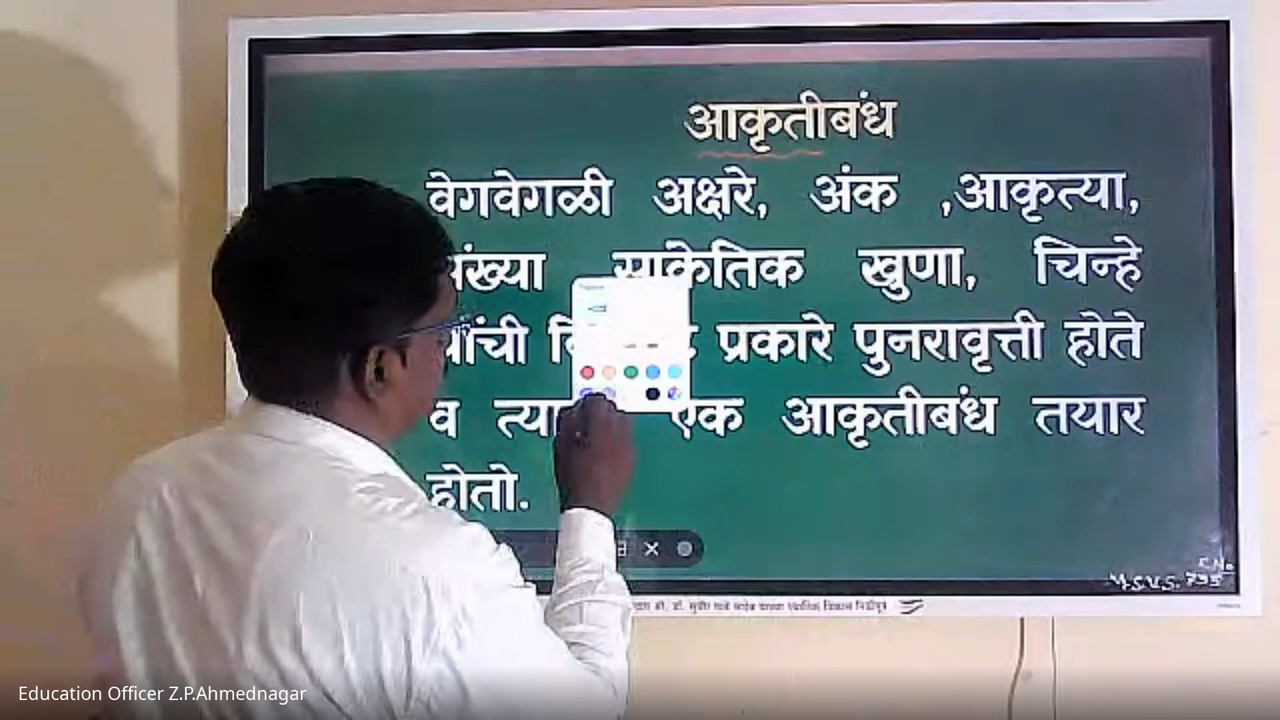 आकृतीबंध
वेगवेगळी अक्षरे, अंक ,आकृत्या,
सांकेतिक खुणा, चिन्हे
प्रकारे पुनरावृत्ती होते
व एक आकृतीबंध तयार
होतो.
Education Officer Z.P.Ahmednagar